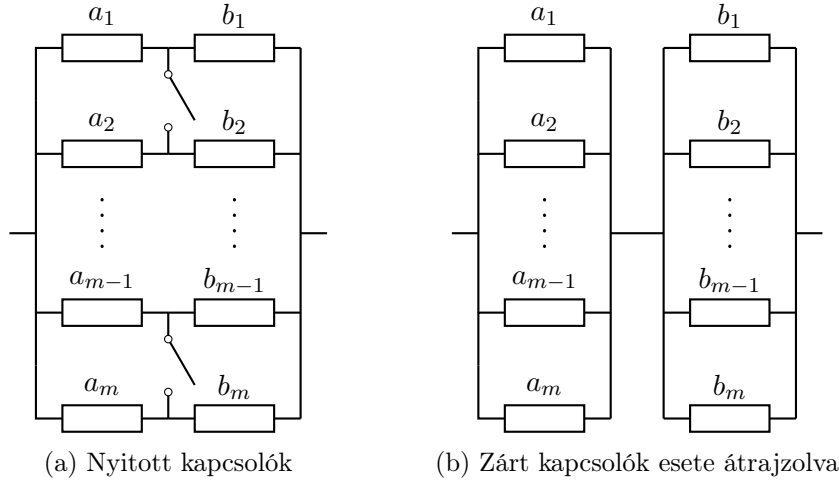 a₁ b₁ a₁ b₁
a₂ b₂ a₂ b₂
aₘ₋₁ bₘ₋₁ aₘ₋₁ bₘ₋₁
aₘ bₘ aₘ bₘ
(a) Nyitott kapcsolók (b) Zárt kapcsolók esete átrajzolva